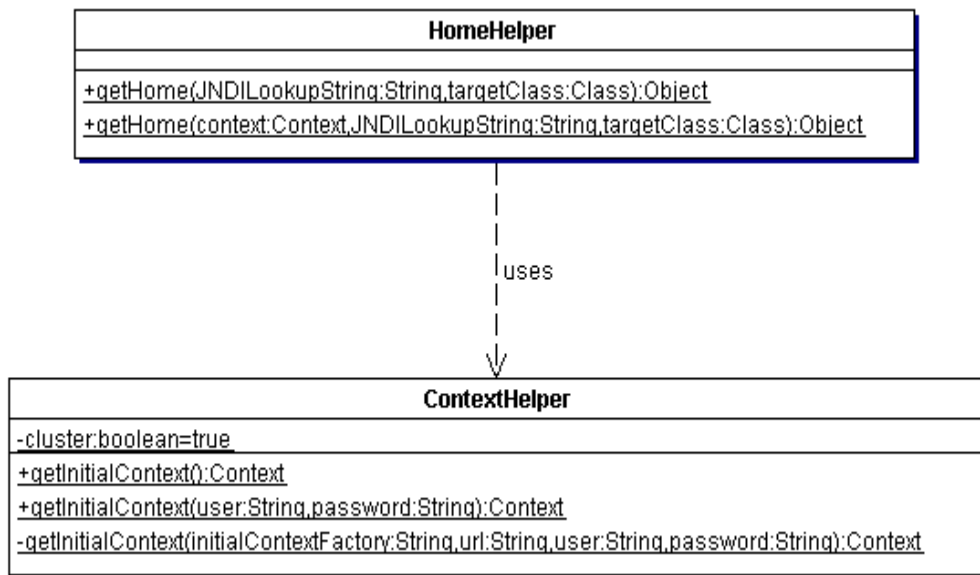 HomeHelper
+getHome(JNDILookupString:String,targetClass:Class):Object
+getHome(context:Context,JNDILookupString:String,targetClass:Class):Object
uses
ContextHelper
-cluster:boolean=true
+getInitialContext():Context
+getInitialContext(user:String,password:String):Context
-getInitialContext(initialContextFactory:String,url:String,user:String,password:String):Context